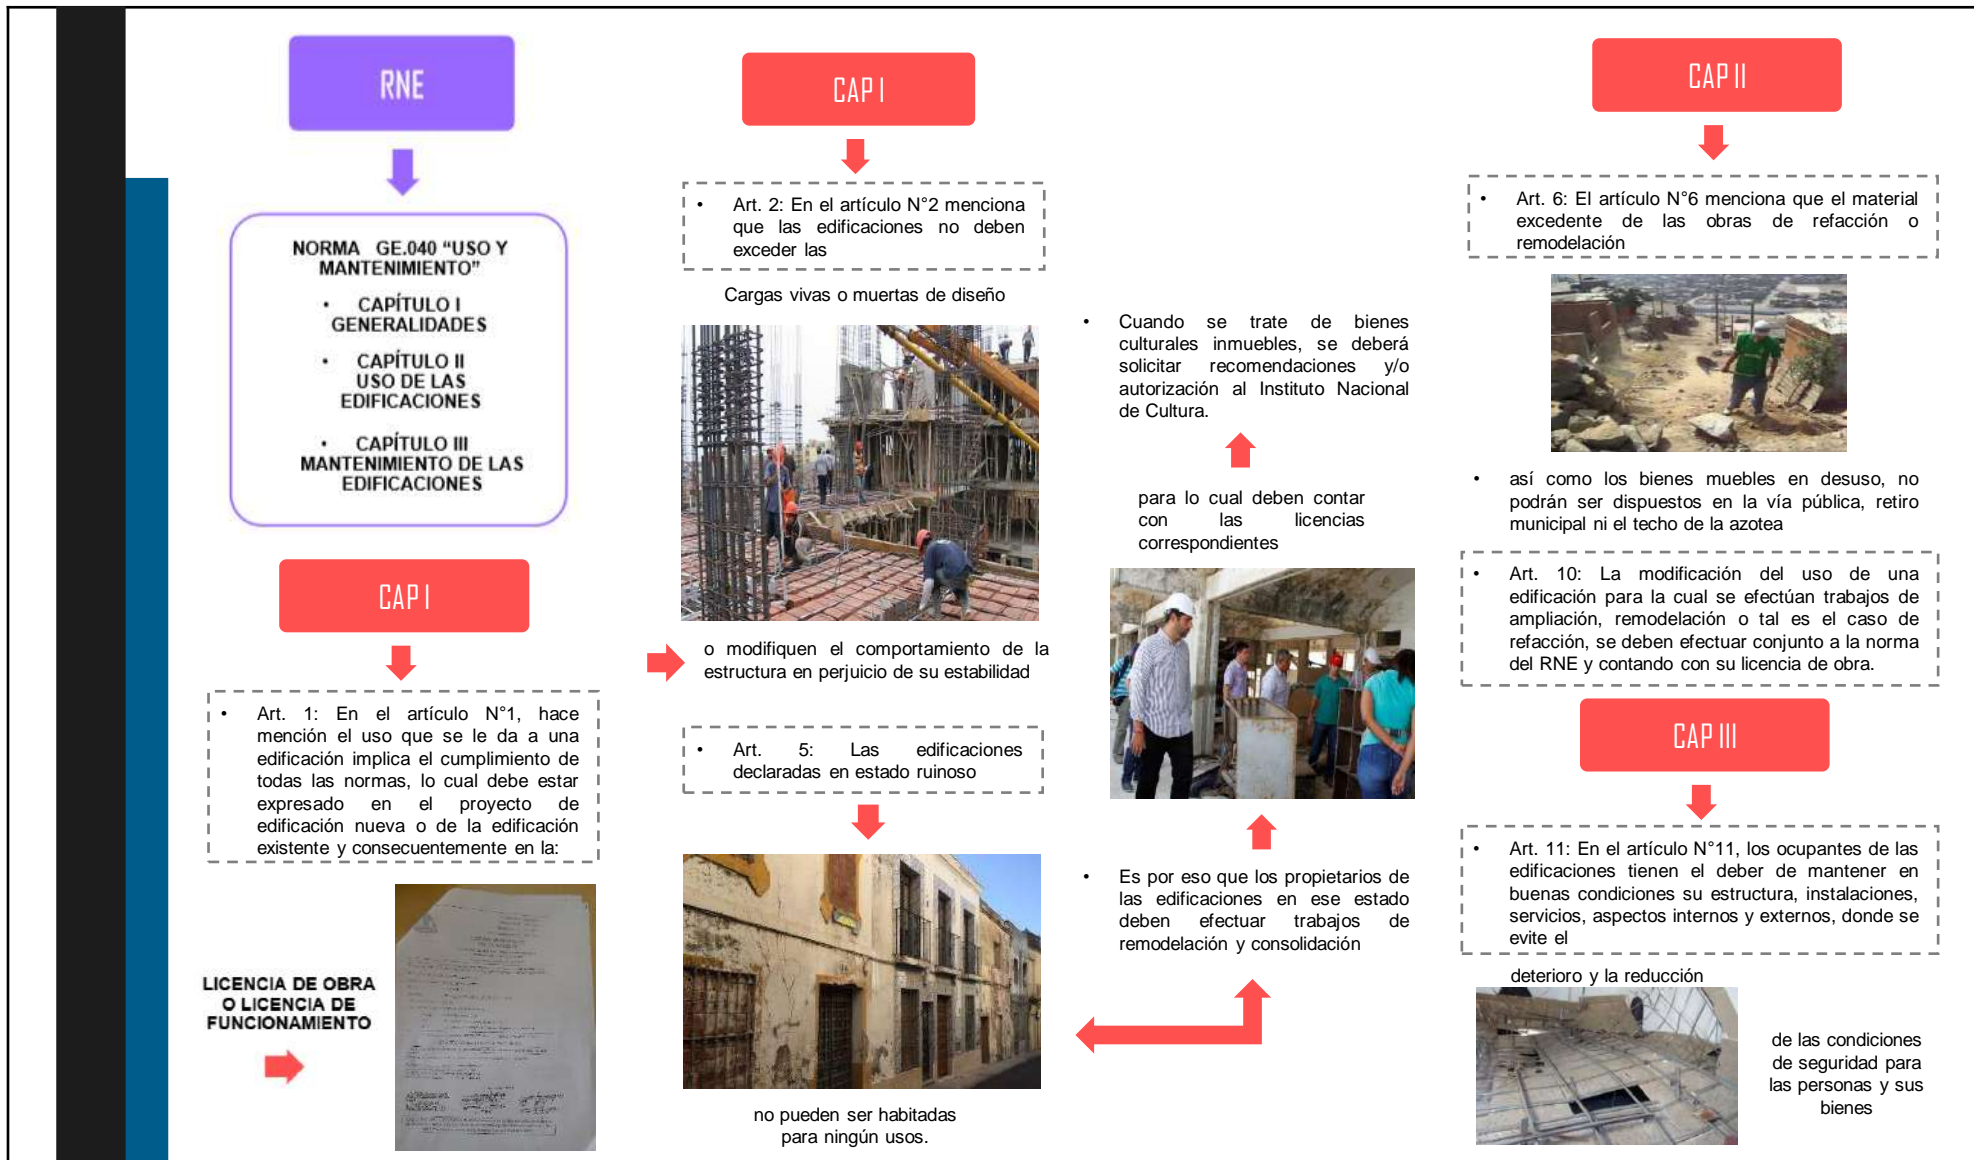 RNE
NORMA GE.040 “USO Y
MANTENIMIENTO”
• CAPÍTULO I
GENERALIDADES
• CAPÍTULO II
USO DE LAS
EDIFICACIONES
• CAPÍTULO III
MANTENIMIENTO DE LAS
EDIFICACIONES
CAP I
• Art. 1: En el artículo N°1, hace
mención el uso que se le da a una
edificación implica el cumplimiento de
todas las normas, lo cual debe estar
expresado en el proyecto de
edificación nueva o de la edificación
existente y consecuentemente en la:
LICENCIA DE OBRA
O LICENCIA DE
FUNCIONAMIENTO
CAP I
• Art. 2: En el artículo N°2 menciona
que las edificaciones no deben
exceder las
Cargas vivas o muertas de diseño
o modifiquen el comportamiento de la
estructura en perjuicio de su estabilidad
• Art. 5: Las edificaciones
declaradas en estado ruinoso
no pueden ser habitadas
para ningún usos.
• Es por eso que los propietarios de
las edificaciones en ese estado
deben efectuar trabajos de
remodelación y consolidación
para lo cual deben contar
con las licencias
correspondientes
• Cuando se trate de bienes
culturales inmuebles, se deberá
solicitar recomendaciones y/o
autorización al Instituto Nacional
de Cultura.
CAP II
• Art. 6: El artículo N°6 menciona que el material
excedente de las obras de refacción o
remodelación
• así como los bienes muebles en desuso, no
podrán ser dispuestos en la vía pública, retiro
municipal ni el techo de la azotea
• Art. 10: La modificación del uso de una
edificación para la cual se efectúan trabajos de
ampliación, remodelación o tal es el caso de
refacción, se deben efectuar conjunto a la norma
del RNE y contando con su licencia de obra.
CAP III
• Art. 11: En el artículo N°11, los ocupantes de las
edificaciones tienen el deber de mantener en
buenas condiciones su estructura, instalaciones,
servicios, aspectos internos y externos, donde se
evite el
deterioro y la reducción
de las condiciones
de seguridad para
las personas y sus
bienes